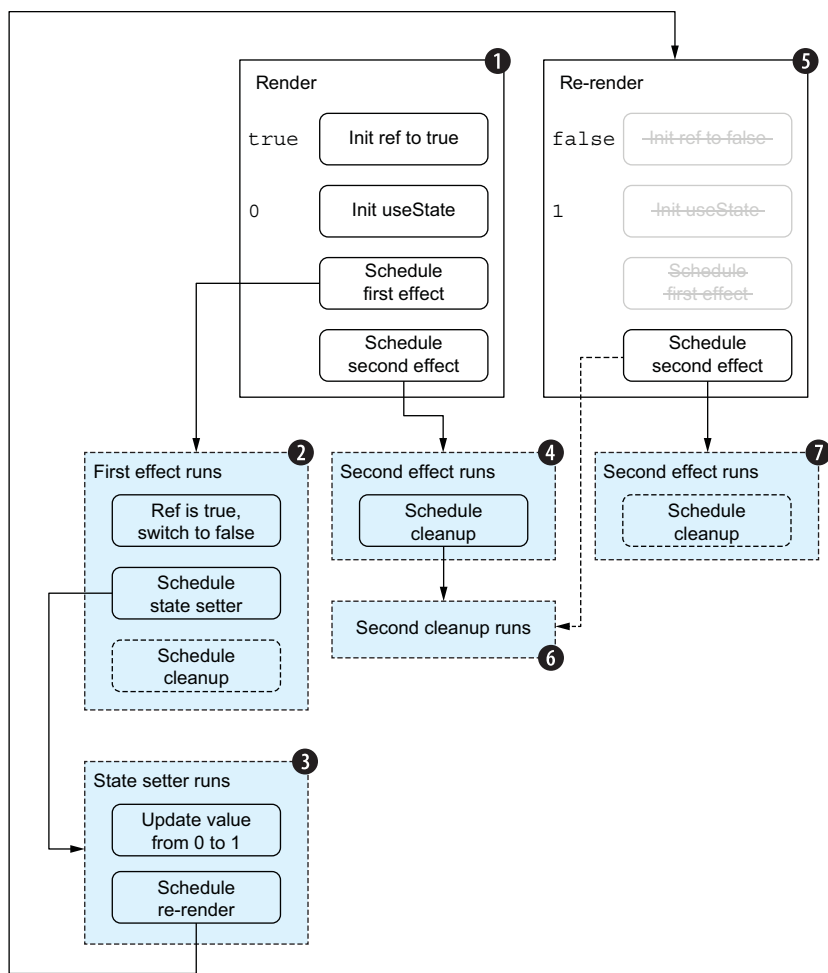 1
Render
true
Init ref to true
0
Init useState
Schedule
first effect
Schedule
second effect
5
Re-render
false
Init ref to false
1
Init useState
Schedule
first effect
Schedule
second effect
2
First effect runs
Ref is true,
switch to false
Schedule
state setter
Schedule
cleanup
4
Second effect runs
Schedule
cleanup
7
Second effect runs
Schedule
cleanup
Second cleanup runs
6
3
State setter runs
Update value
from 0 to 1
Schedule
re-render